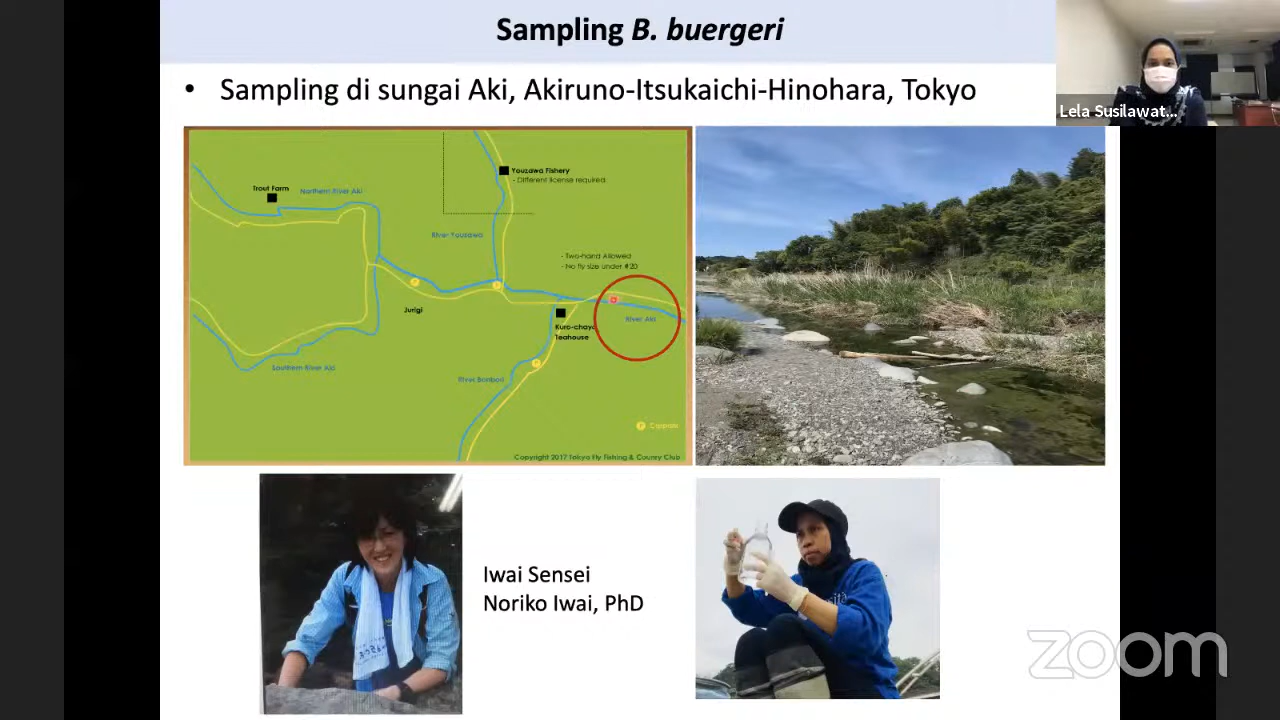 Sampling B. buergeri
• Sampling di sungai Aki, Akiruno-Itsukaichi-Hinohara, Tokyo
Lela Susilawat...
Youzawa Fishery
- Different license required
Trout Farm
Northern River Aki
River Youzawa
- Two-hand Allowed
- No fly size under #20
Jurigi
Kuro-chaya
Teahouse
River Aki
Southern River Aki
River Bonbori
P Carpark
Copyright 2017 Tokyo Fly Fishing & Country Club
Iwai Sensei
Noriko Iwai, PhD
zoom